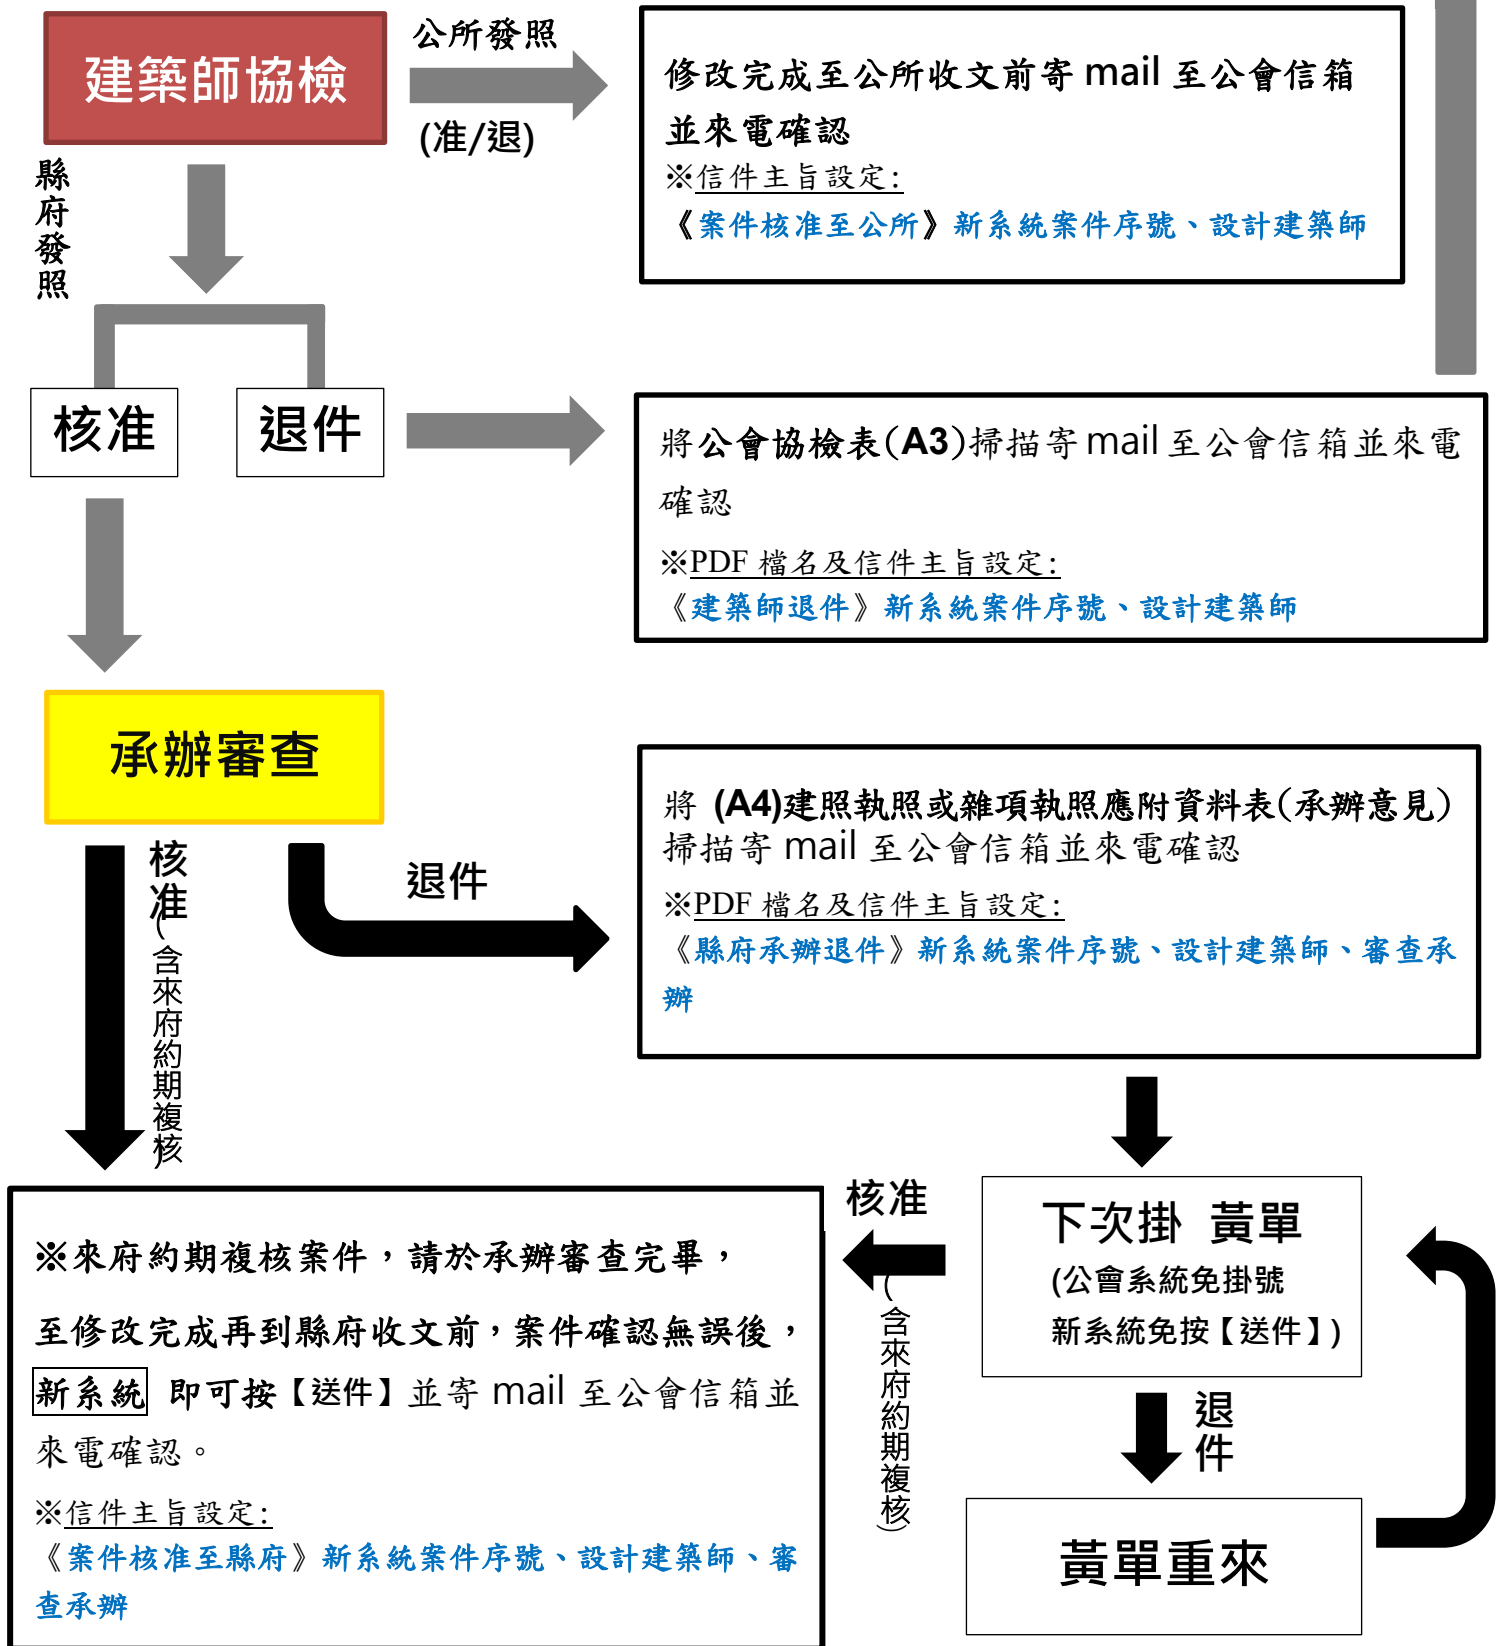 建築師協檢
公所發照
(准/退)
修改完成至公所收文前寄 mail 至公會信箱
並來電確認
※信件主旨設定:
《案件核准至公所》新系統案件序號、設計建築師
縣府發照
核准
退件
將公會協檢表(A3)掃描寄 mail 至公會信箱並來電
確認
※PDF 檔名及信件主旨設定:
《建築師退件》新系統案件序號、設計建築師
承辦審查
將 (A4)建照執照或雜項執照應附資料表(承辦意見)
掃描寄 mail 至公會信箱並來電確認
※PDF 檔名及信件主旨設定:
《縣府承辦退件》新系統案件序號、設計建築師、審查承
辦
核准(含來府約期複核)
退件
核准
(含來府約期複核)
下次掛 黃單
(公會系統免掛號
新系統免按【送件】)
退件
黃單重來
※來府約期複核案件，請於承辦審查完畢，
至修改完成再到縣府收文前，案件確認無誤後，
新系統 即可按【送件】並寄 mail 至公會信箱並
來電確認。
※信件主旨設定:
《案件核准至縣府》新系統案件序號、設計建築師、審
查承辦